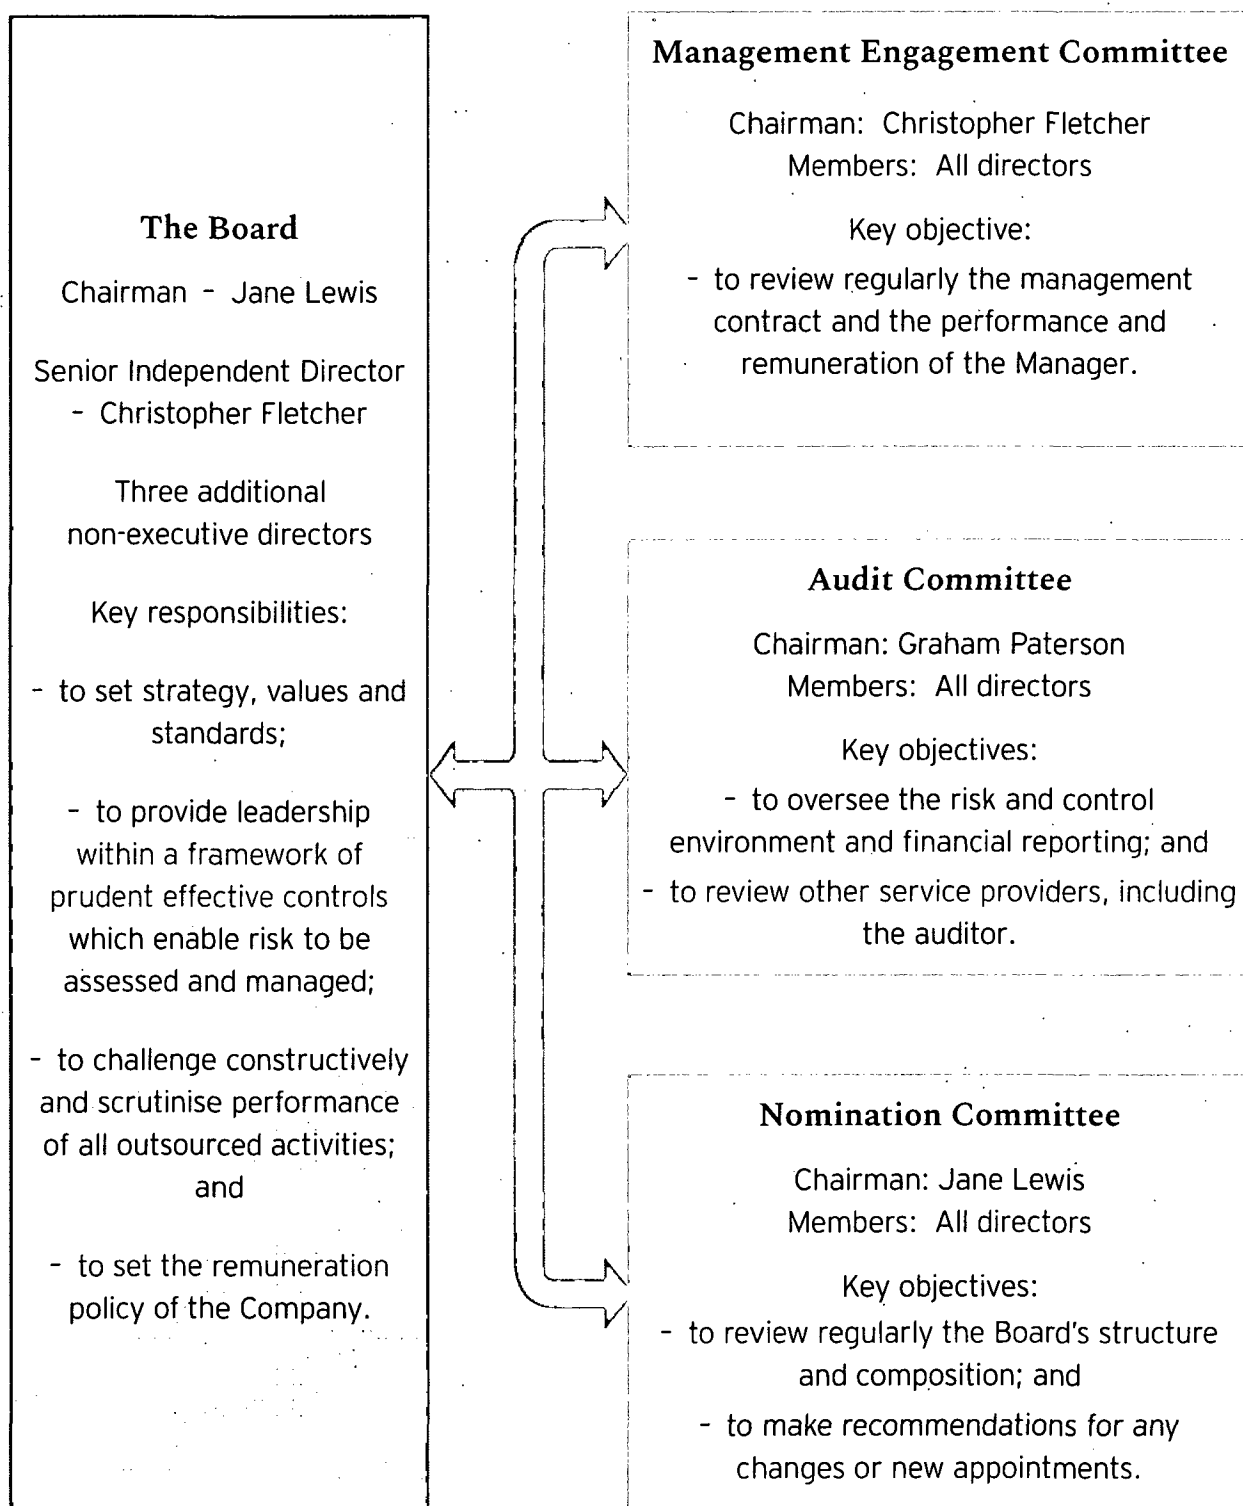 The Board
Chairman - Jane Lewis
Senior Independent Director
- Christopher Fletcher
Three additional
non-executive directors
Key responsibilities:
- to set strategy, values and
standards;
- to provide leadership
within a framework of
prudent effective controls
which enable risk to be
assessed and managed;
- to challenge constructively
and scrutinise performance
of all outsourced activities;
and
- to set the remuneration
policy of the Company.
Management Engagement Committee
Chairman: Christopher Fletcher
Members: All directors
Key objective:
- to review regularly the management
contract and the performance and
remuneration of the Manager.
Audit Committee
Chairman: Graham Paterson
Members: All directors
Key objectives:
- to oversee the risk and control
environment and financial reporting; and
- to review other service providers, including
the auditor.
Nomination Committee
Chairman: Jane Lewis
Members: All directors
Key objectives:
- to review regularly the Board's structure
and composition; and
- to make recommendations for any
changes or new appointments.